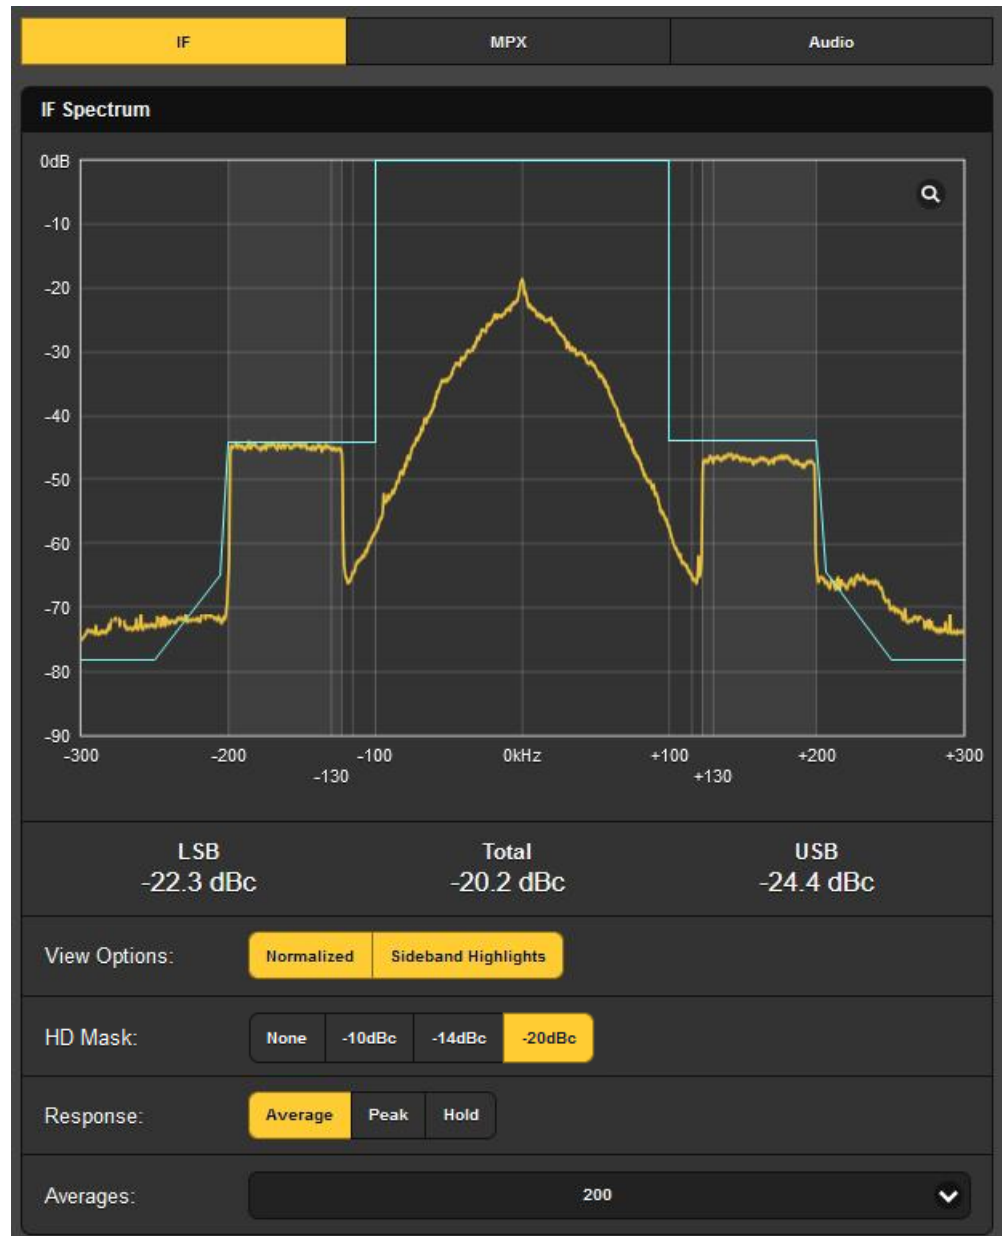 IF MPX Audio
IF Spectrum
0dB
-10
-20
-30
-40
-50
-60
-70
-80
-90
-300 -200 -100 0kHz +100 +200 +300
-130 +130
LSB Total USB
-22.3 dBc -20.2 dBc -24.4 dBc
View Options: Normalized Sideband Highlights
HD Mask: None -10dBc -14dBc -20dBc
Response: Average Peak Hold
Averages: 200